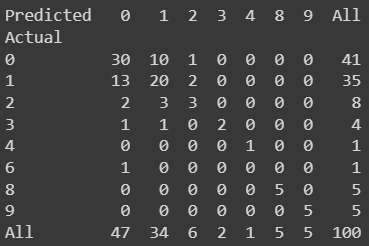 Predicted 0 1 2 3 4 8 9 All
Actual
0 30 10 1 0 0 0 0 41
1 13 20 2 0 0 0 0 35
2 2 3 3 0 0 0 0 8
3 1 1 0 2 0 0 0 4
4 0 0 0 0 1 0 0 1
6 1 0 0 0 0 0 0 1
8 0 0 0 0 0 5 0 5
9 0 0 0 0 0 0 5 5
All 47 34 6 2 1 5 5 100